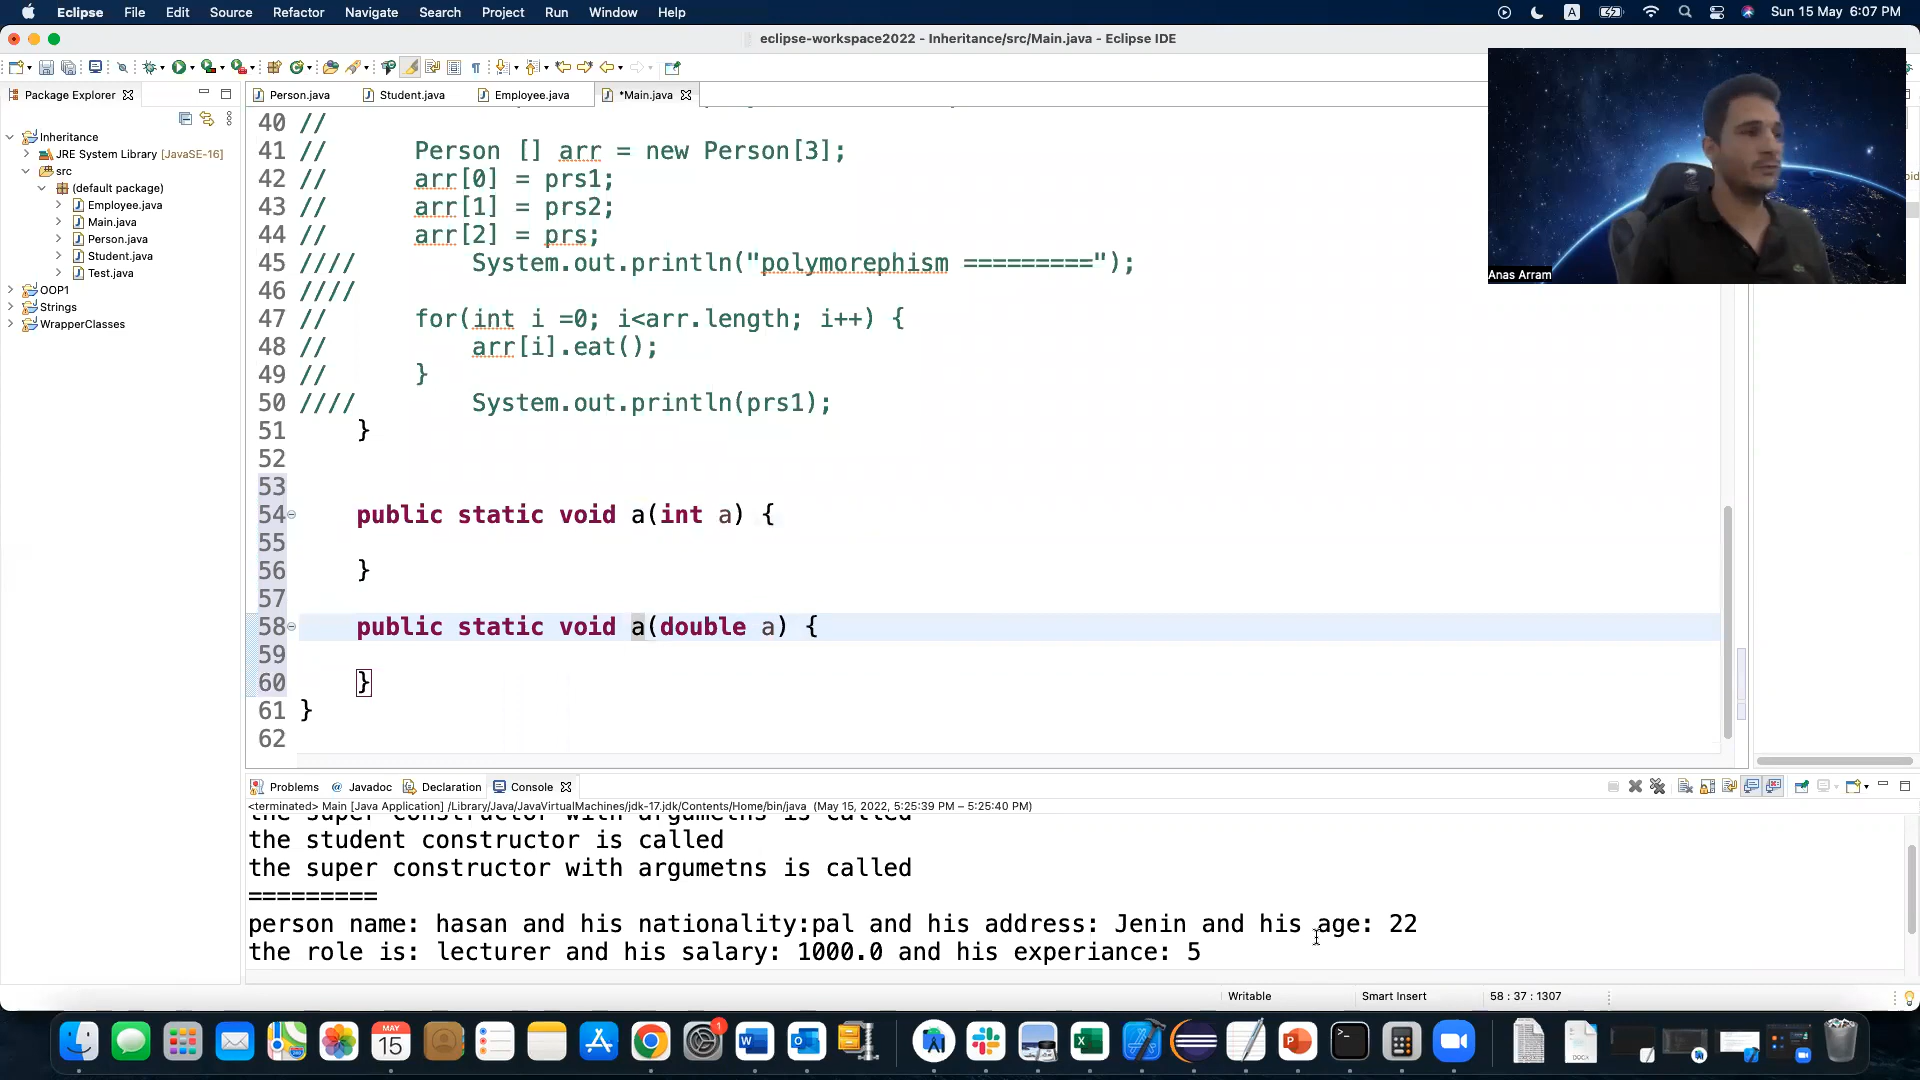 Eclipse File Edit Source Refactor Navigate Search Project Run Window Help
A
Sun 15 May 6:07 PM
eclipse-workspace2022 - Inheritance/src/Main.java - Eclipse IDE
Package Explorer
Person.java
Student.java
Employee.java
*Main.java
Inheritance
JRE System Library [JavaSE-16]
src
(default package)
Employee.java
Main.java
Person.java
Student.java
Test.java
OOP1
Strings
WrapperClasses
40 //
41 // Person [] arr = new Person[3];
42 // arr[0] = prs1;
43 // arr[1] = prs2;
44 // arr[2] = prs;
45 //// System.out.println("polymorephism =========");
46 ////
47 // for(int i =0; i<arr.length; i++) {
48 // arr[i].eat();
49 // }
50 //// System.out.println(prs1);
51 }
52
53
54 public static void a(int a) {
55
56 }
57
58 public static void a(double a) {
59
60 }
61 }
62
Anas Arram
Problems @ Javadoc Declaration Console
<terminated> Main [Java Application] /Library/Java/JavaVirtualMachines/jdk-17.jdk/Contents/Home/bin/java (May 15, 2022, 5:25:39 PM – 5:25:40 PM)
the super constructor with argumetns is called
the student constructor is called
the super constructor with argumetns is called
=========
person name: hasan and his nationality:pal and his address: Jenin and his age: 22
the role is: lecturer and his salary: 1000.0 and his experiance: 5
Writable
Smart Insert
58 : 37 : 1307
MAY
15
1